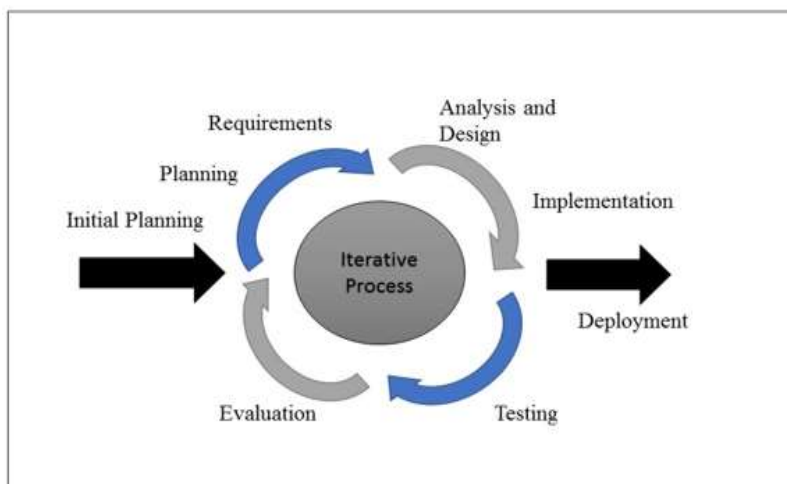 Requirements
Analysis and
Design
Planning
Implementation
Initial Planning
Iterative
Process
Deployment
Evaluation
Testing